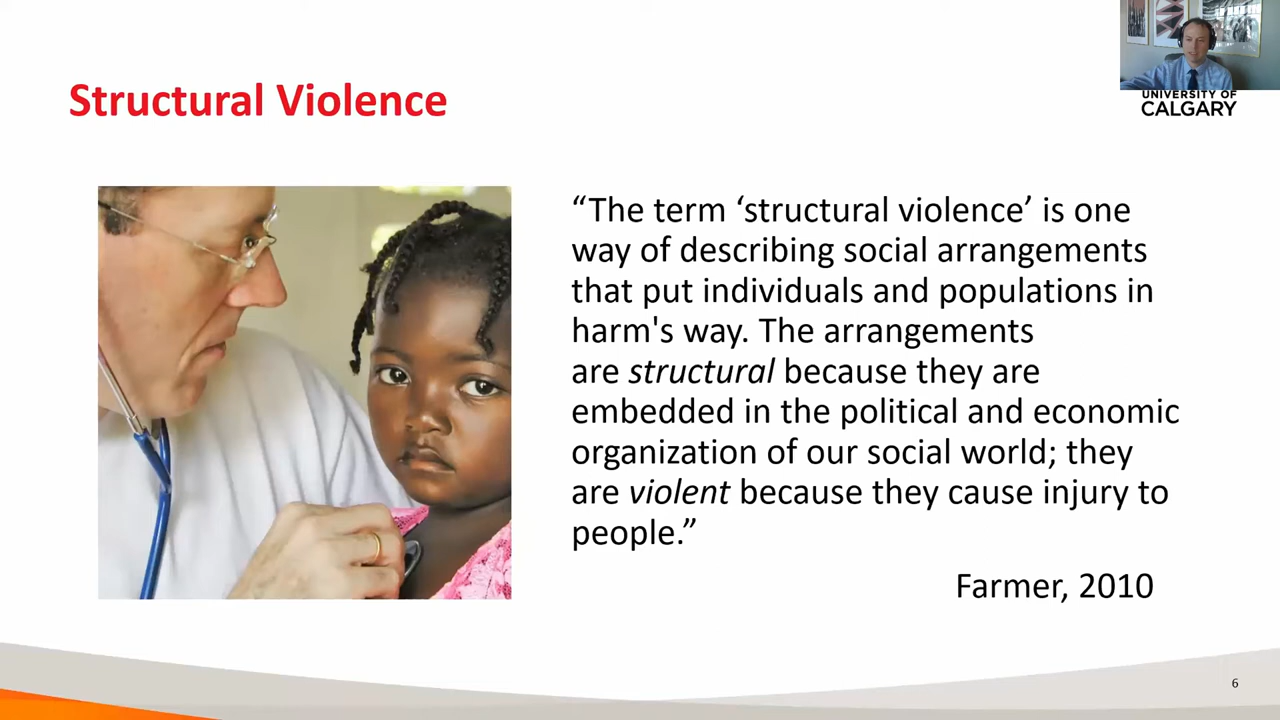 UNIVERSITY OF
CALGARY
Structural Violence
“The term ‘structural violence’ is one
way of describing social arrangements
that put individuals and populations in
harm's way. The arrangements
are structural because they are
embedded in the political and economic
organization of our social world; they
are violent because they cause injury to
people.”
Farmer, 2010
6